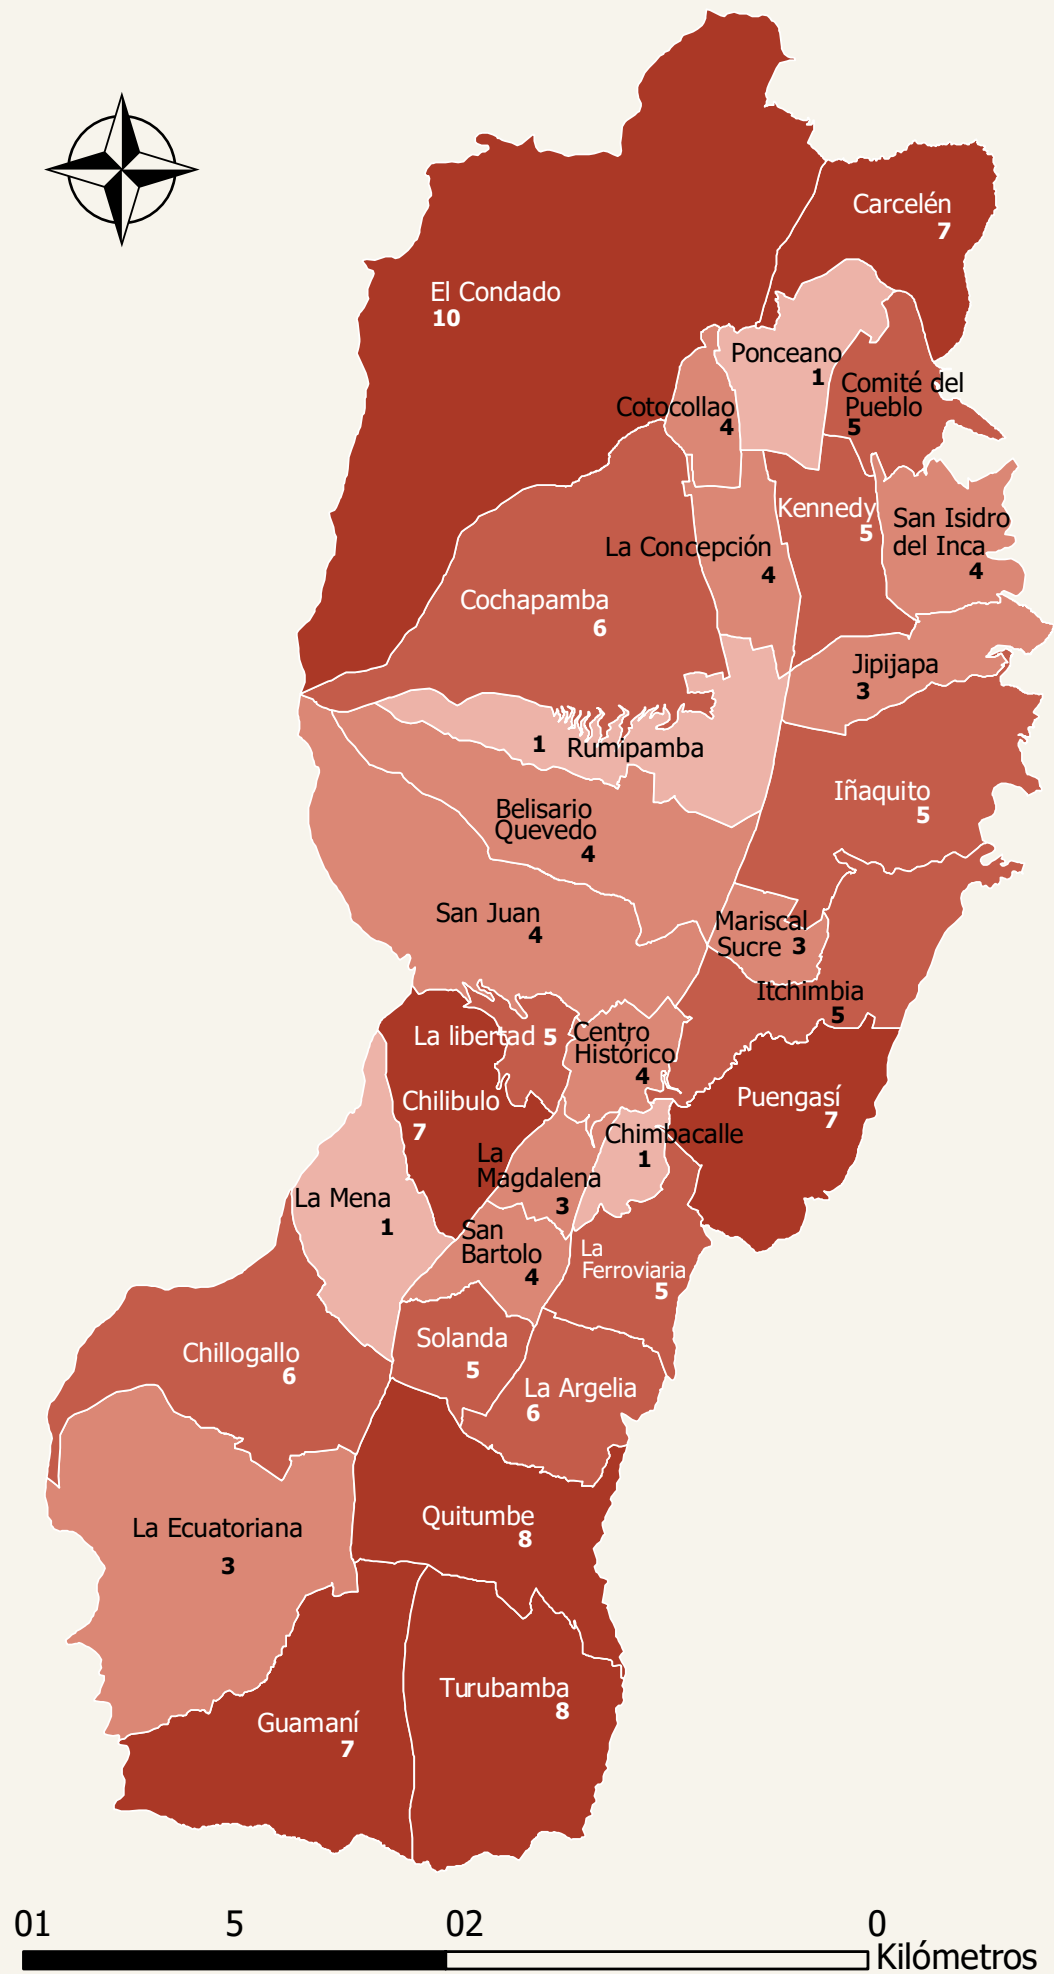 Carcelén
7
El Condado
10
Ponceano
1
Comité del
Pueblo
5
Cotocollao
4
Kennedy
5
San Isidro
del Inca
4
La Concepción
4
Cochapamba
6
Jipijapa
3
1 Rumipamba
Iñaquito
5
Belisario
Quevedo
4
San Juan
4
Mariscal
Sucre 3
Itchimbia
5
La libertad 5
Centro
Histórico
4
Chilibulo
7
Puengasí
7
Chimbacalle
1
La
Magdalena
3
La Mena
1
San
Bartolo
4
La
Ferroviaria
5
Solanda
5
Chillogallo
6
La Argelia
6
Quitumbe
8
La Ecuatoriana
3
Turubamba
8
Guamaní
7
01 5 02 0
Kilómetros